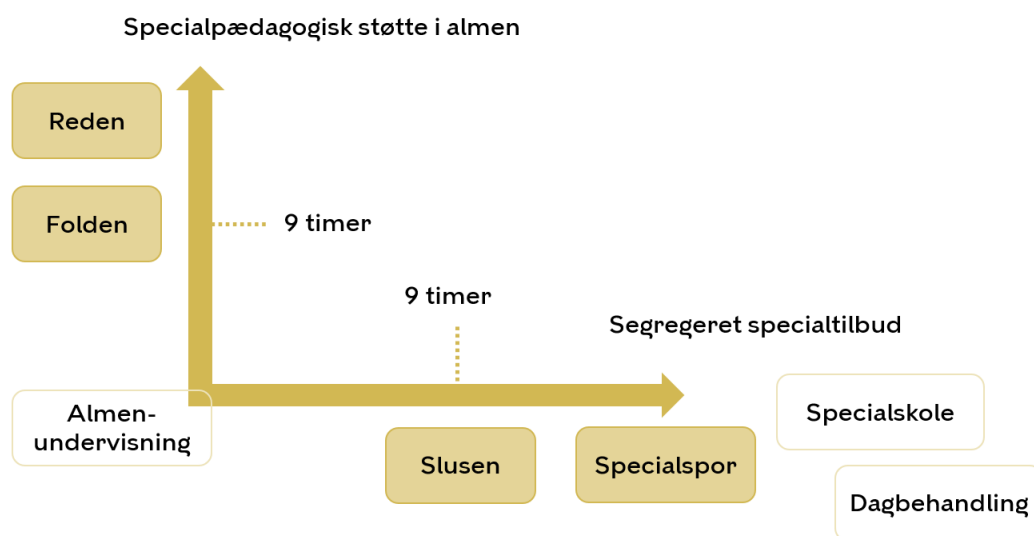 Specialpædagogisk støtte i almen
Reden
Folden
9 timer
9 timer
Segregeret specialtilbud
Almen-
undervisning
Specialskole
Slusen
Specialspor
Dagbehandling